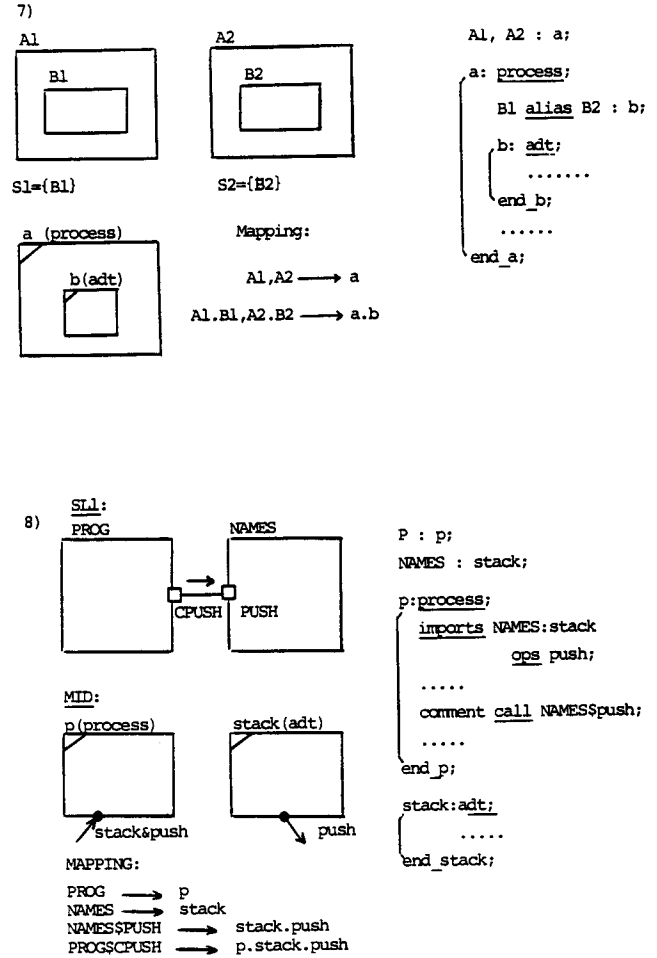 7)
A1
B1
S1={B1}
A2
B2
S2={B2}
a (process)
b(adt)
Mapping:
A1,A2 ⟶ a
A1.B1,A2.B2 ⟶ a.b
A1, A2 : a;
a: process;
B1 alias B2 : b;
b: adt;
.......
end_b;
......
end_a;
8)
SL1:
PROG
NAMES
CPUSH
PUSH
MID:
p(process)
stack(adt)
stack&push
push
MAPPING:
PROG ⟶ p
NAMES ⟶ stack
NAMES$PUSH ⟶ stack.push
PROG$CPUSH ⟶ p.stack.push
P : p;
NAMES : stack;
p:process;
imports NAMES:stack
ops push;
.....
comment call NAMES$push;
.....
end_p;
stack:adt;
.....
end_stack;